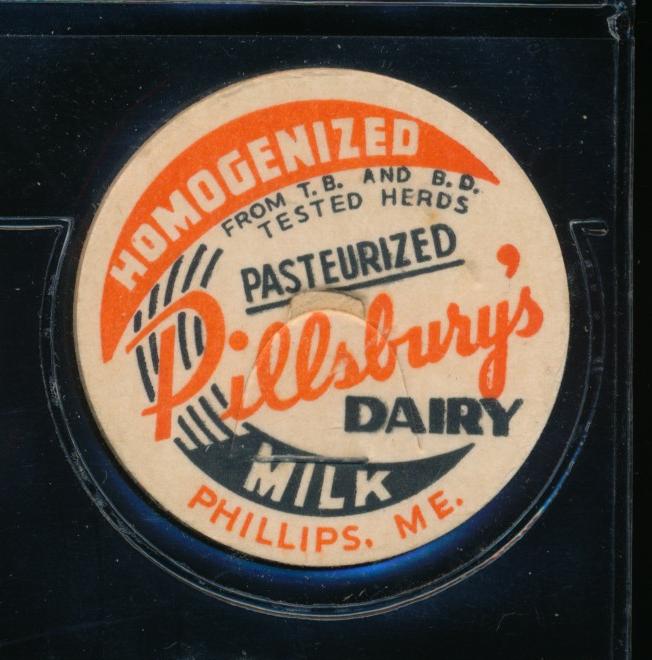 HOMOGENIZED
FROM T.B. AND B.D.
TESTED HERDS
PASTEURIZED
Pillsbury's
DAIRY
MILK
PHILLIPS, ME.